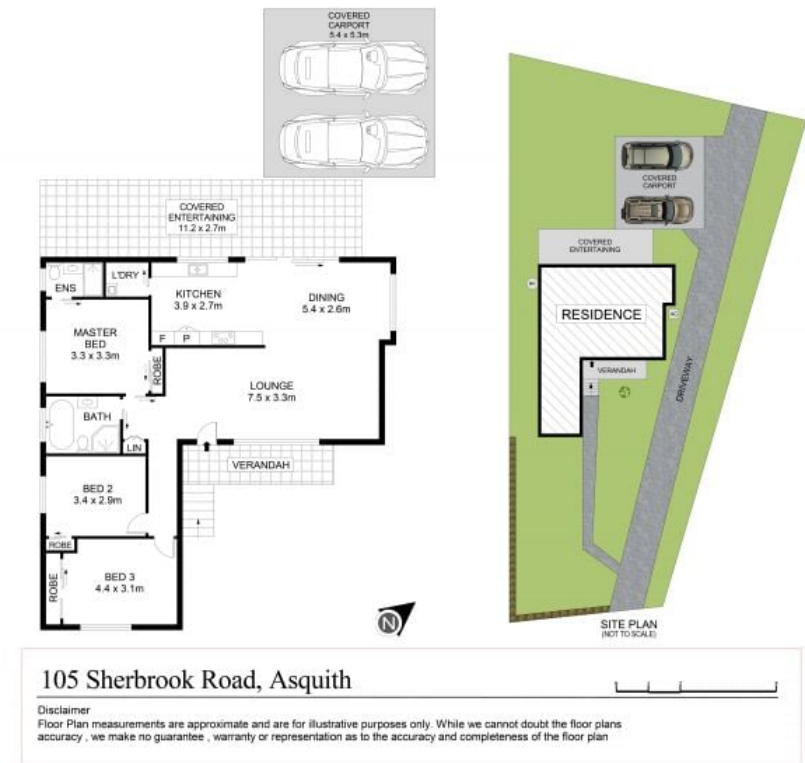 COVERED
CARPORT
5.4 x 5.3m
COVERED
ENTERTAINING
11.2 x 2.7m
ENS
L'DRY
KITCHEN
3.9 x 2.7m
DINING
5.4 x 2.6m
F
P
MASTER
BED
3.3 x 3.3m
ROBE
LOUNGE
7.5 x 3.3m
BATH
LIN
VERANDAH
BED 2
3.4 x 2.9m
ROBE
ROBE
BED 3
4.4 x 3.1m
N
COVERED
CARPORT
COVERED
ENTERTAINING
RESIDENCE
VERANDAH
DRIVEWAY
SITE PLAN
(NOT TO SCALE)
105 Sherbrook Road, Asquith
Disclaimer
Floor Plan measurements are approximate and are for illustrative purposes only. While we cannot doubt the floor plans
accuracy , we make no guarantee , warranty or representation as to the accuracy and completeness of the floor plan